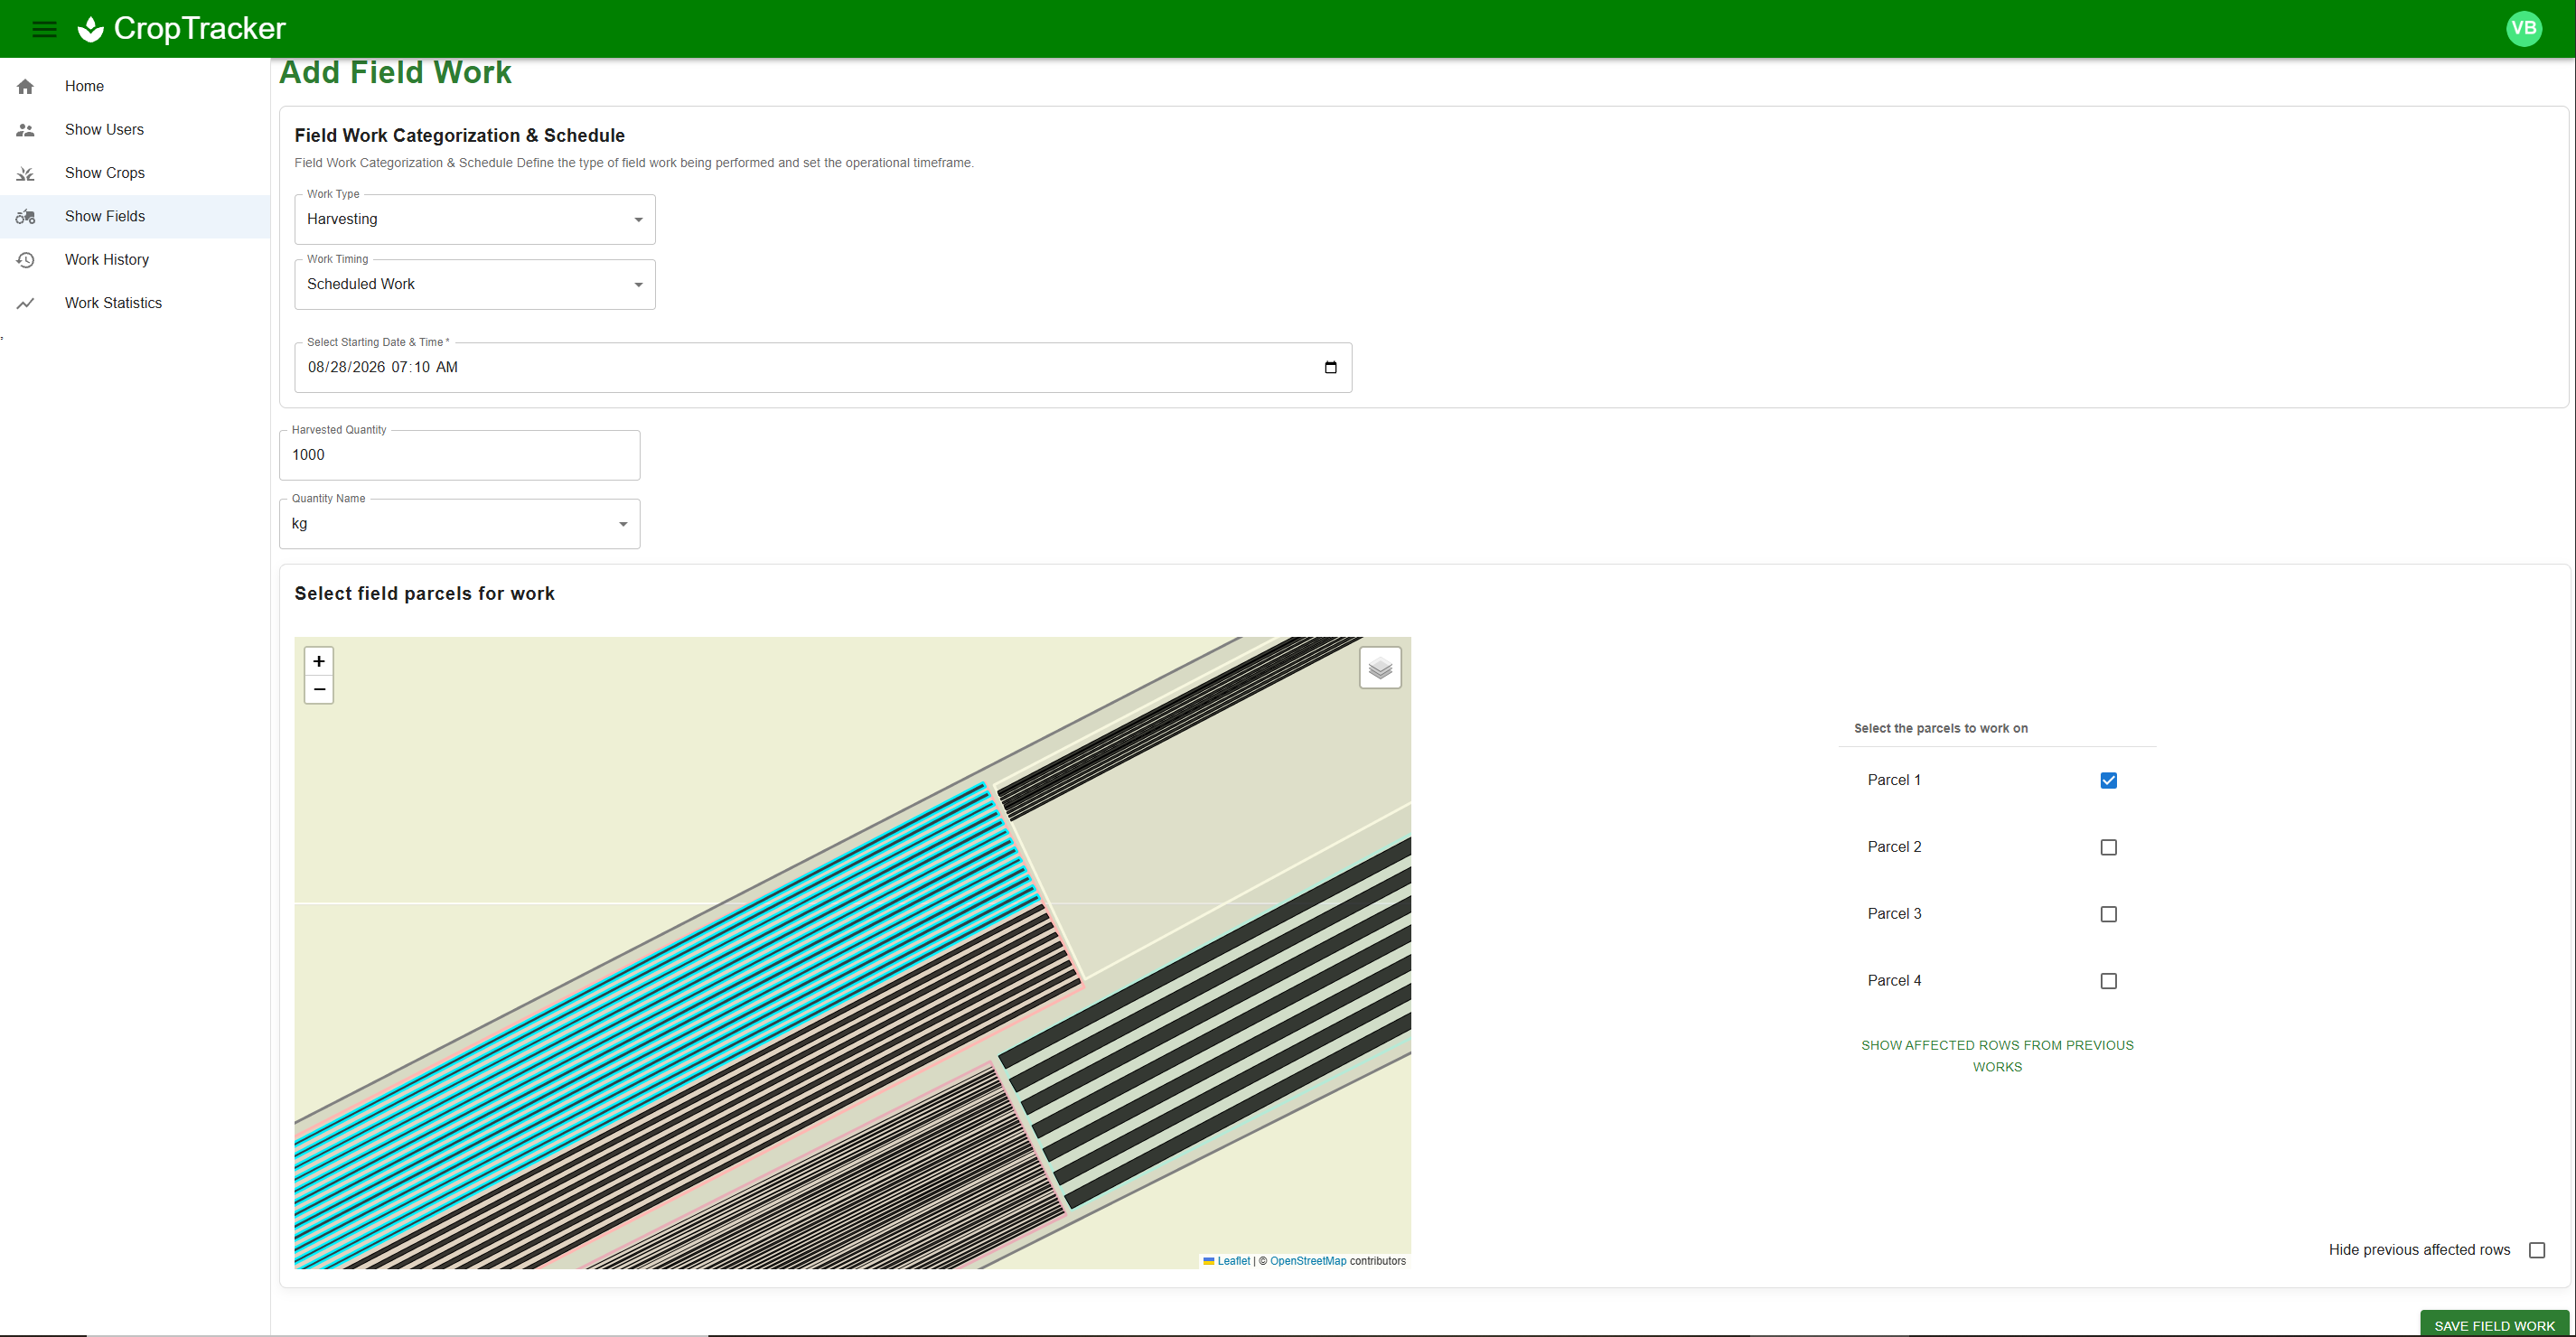 CropTracker
VB
Home
Show Users
Show Crops
Show Fields
Work History
Work Statistics
Add Field Work
Field Work Categorization & Schedule
Field Work Categorization & Schedule Define the type of field work being performed and set the operational timeframe.
Work Type
Harvesting
Work Timing
Scheduled Work
Select Starting Date & Time *
08/28/2026 07:10 AM
Harvested Quantity
1000
Quantity Name
kg
Select field parcels for work
+
−
Leaflet | © OpenStreetMap contributors
Select the parcels to work on
Parcel 1
Parcel 2
Parcel 3
Parcel 4
SHOW AFFECTED ROWS FROM PREVIOUS
WORKS
Hide previous affected rows
SAVE FIELD WORK